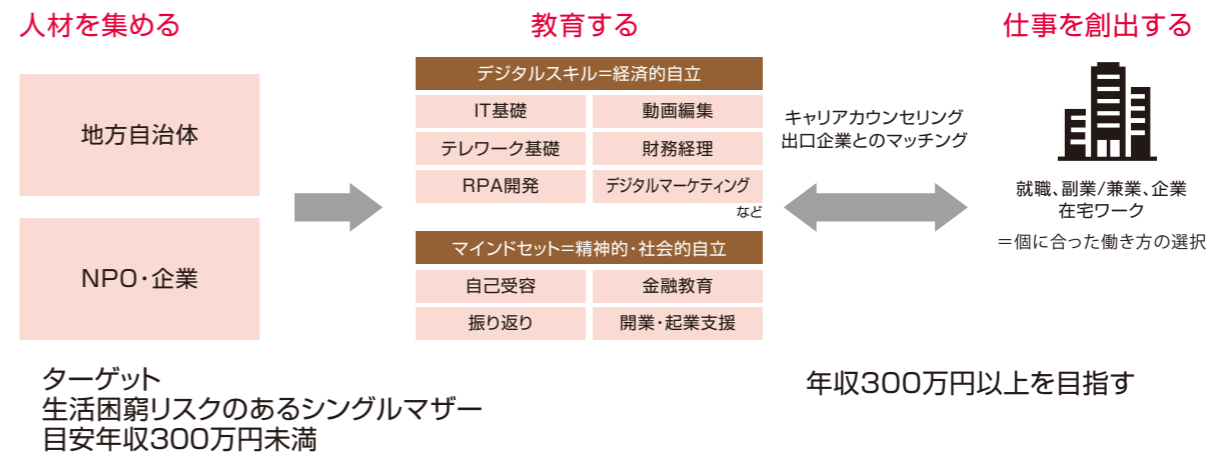 人材を集める
地方自治体
NPO・企業
ターゲット
生活困窮リスクのあるシングルマザー
目安年収300万円未満
教育する
デジタルスキル＝経済的自立
IT基礎
動画編集
テレワーク基礎
財務経理
RPA開発
デジタルマーケティング
など
マインドセット＝精神的・社会的自立
自己受容
金融教育
振り返り
開業・起業支援
キャリアカウンセリング
出口企業とのマッチング
仕事を創出する
就職、副業/兼業、企業
在宅ワーク
＝個に合った働き方の選択
年収300万円以上を目指す